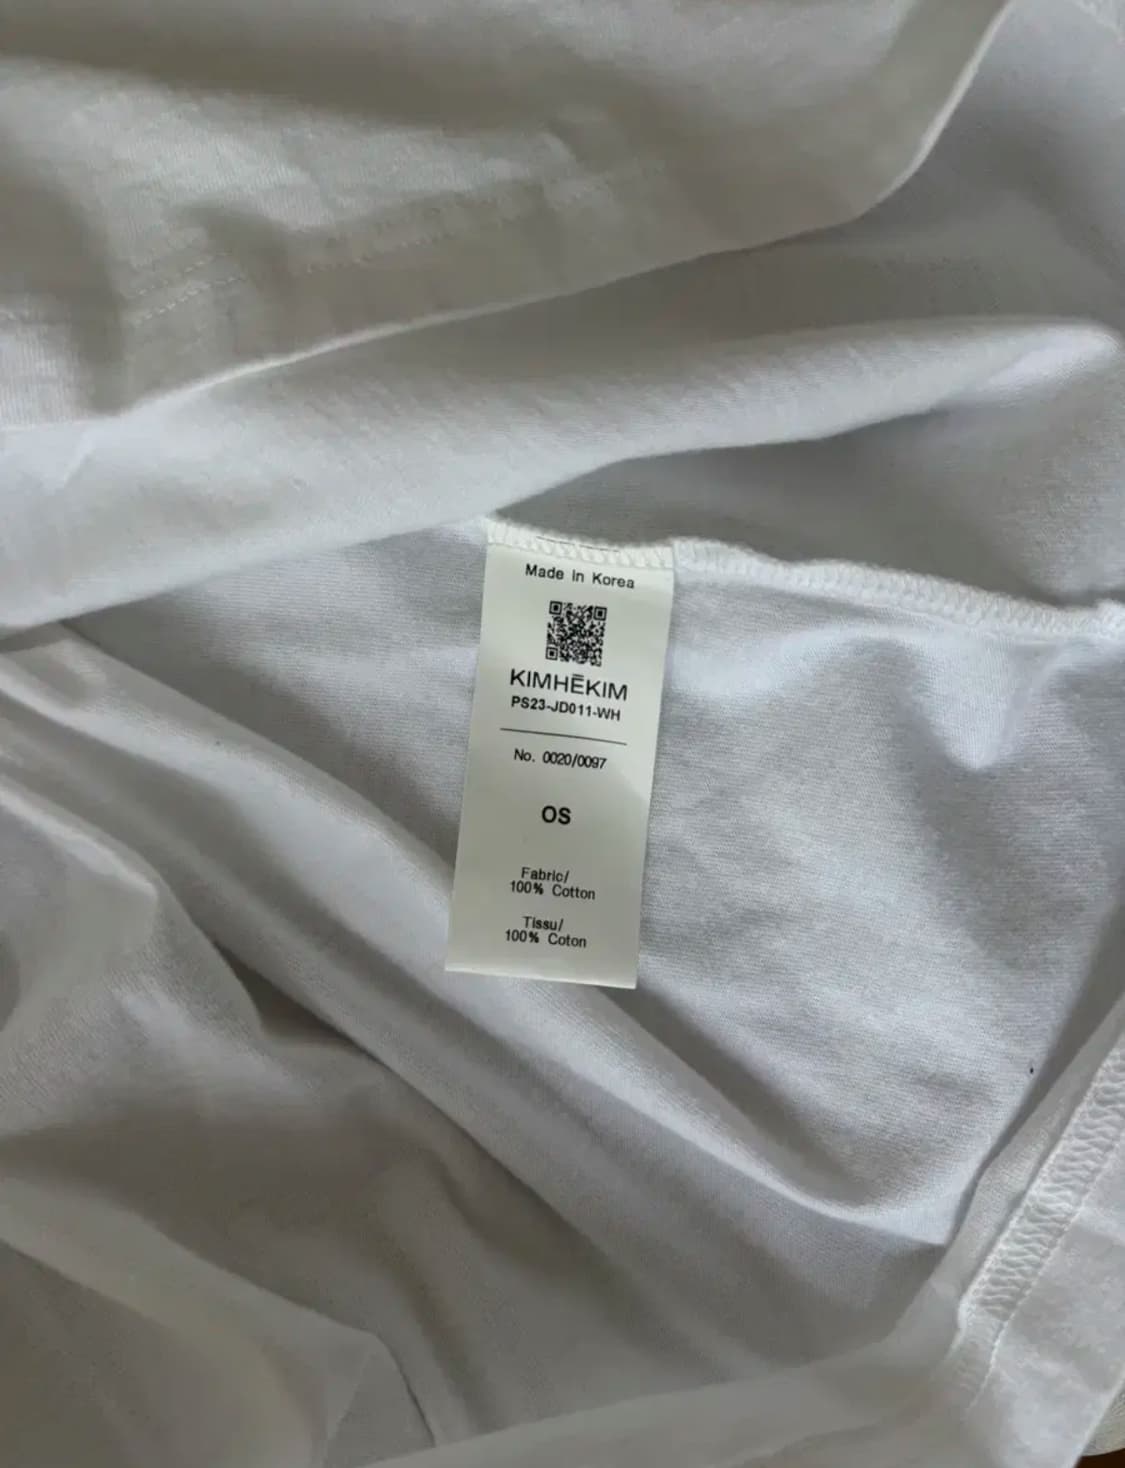 Made in Korea
KIMHĒKIM
PS23-JD011-WH
No. 0020/0097
OS
Fabric/
100% Cotton
Tissu/
100% Coton